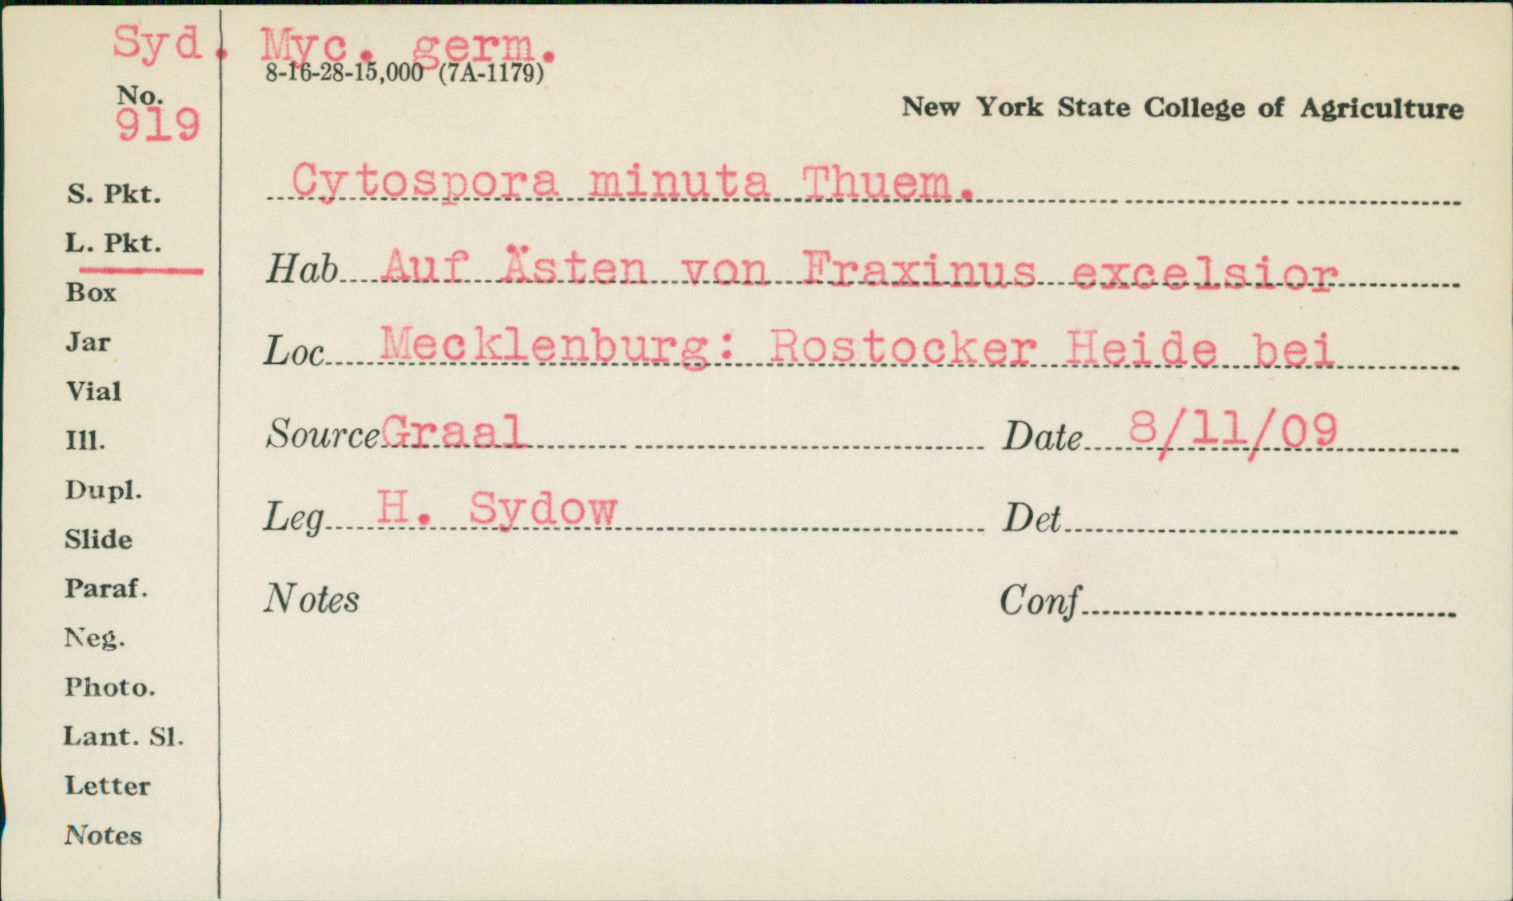 Syd. Myc. germ.
8-16-28-15,000 (7A-1179)
No.
919
New York State College of Agriculture
S. Pkt.
Cytospora minuta Thuem.
L. Pkt.
Hab Auf Ästen von Fraxinus excelsior
Box
Jar
Loc Mecklenburg: Rostocker Heide bei
Vial
Ill.
Source Graal Date 8/11/09
Dupl.
Leg H. Sydow Det
Slide
Paraf.
Notes Conf
Neg.
Photo.
Lant. Sl.
Letter
Notes